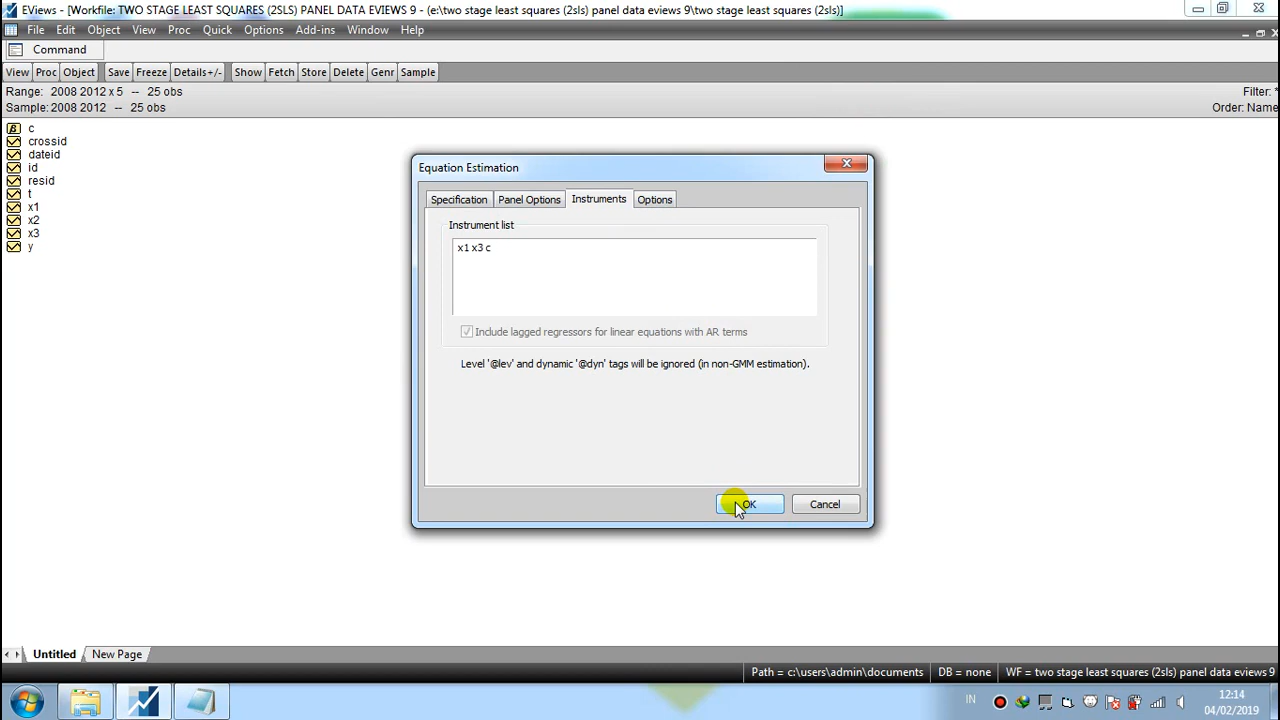 EViews - [Workfile: TWO STAGE LEAST SQUARES (2SLS) PANEL DATA EVIEWS 9 - (e:\two stage least squares (2sls) panel data eviews 9\two stage least squares (2sls)]
File Edit Object View Proc Quick Options Add-ins Window Help
Command
View Proc Object Save Freeze Details+/- Show Fetch Store Delete Genr Sample
Range: 2008 2012 x 5 -- 25 obs Filter: *
Sample: 2008 2012 -- 25 obs Order: Name
c
crossid
dateid
id
resid
t
x1
x2
x3
y
Equation Estimation
Specification Panel Options Instruments Options
Instrument list
x1 x3 c
Include lagged regressors for linear equations with AR terms
Level '@lev' and dynamic '@dyn' tags will be ignored (in non-GMM estimation).
OK Cancel
Untitled New Page
Path = c:\users\admin\documents DB = none WF = two stage least squares (2sls) panel data eviews 9
IN 12:14
04/02/2019